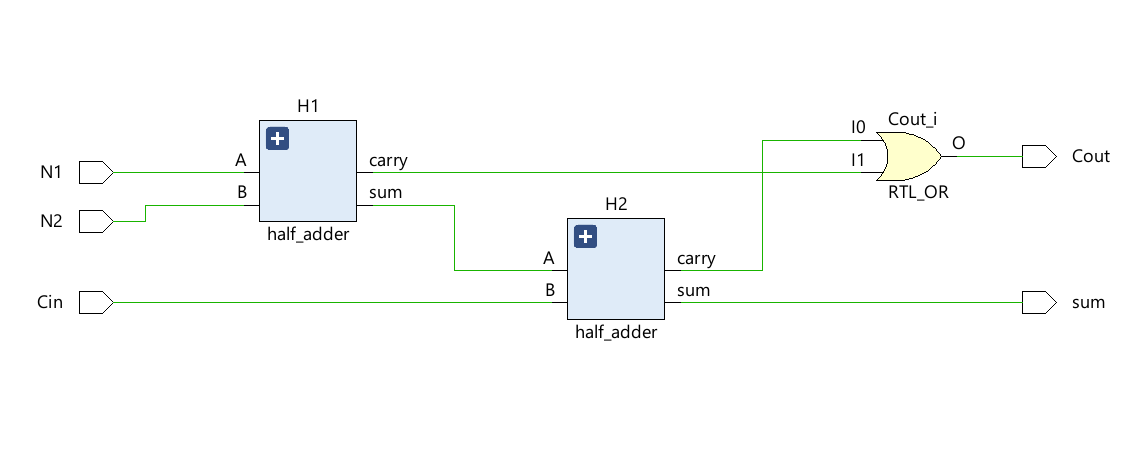 H1
N1
A
carry
N2
B
sum
half_adder
H2
Cin
A
carry
B
sum
half_adder
Cout_i
I0
I1
O
RTL_OR
Cout
sum